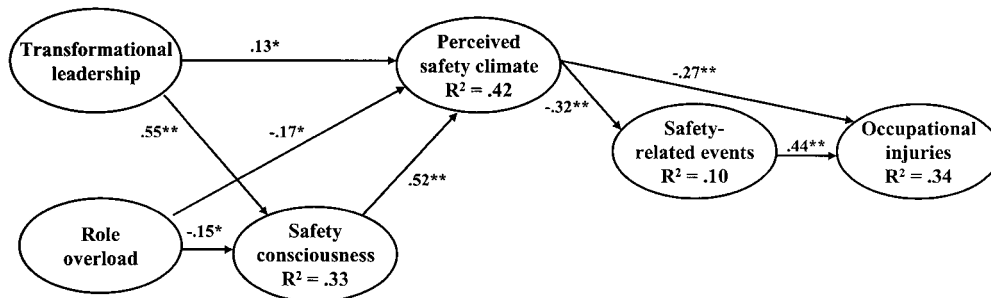 Transformational
leadership
.13*
Perceived
safety climate
R² = .42
-.27**
-.32**
.55**
-.17*
Safety-
related events
R² = .10
.44**
Occupational
injuries
R² = .34
.52**
Role
overload
-.15*
Safety
consciousness
R² = .33